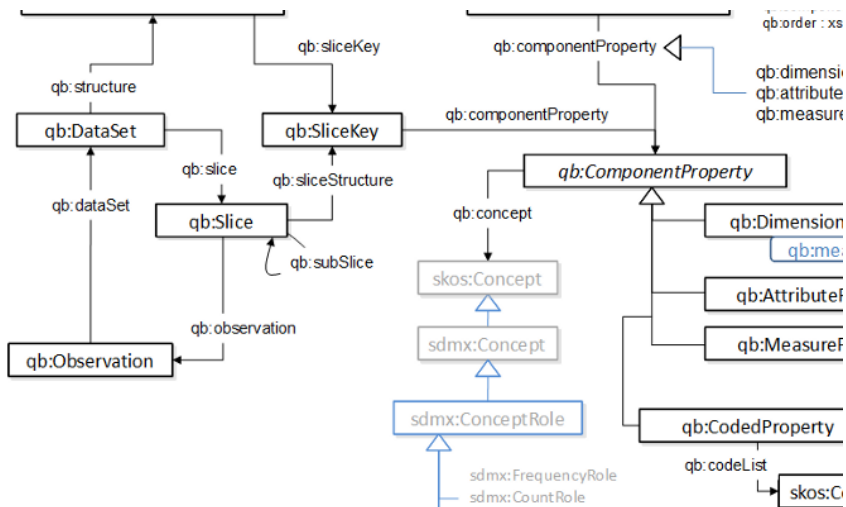 qb:order : xs
qb:sliceKey
qb:componentProperty
qb:structure
qb:dimensio
qb:attribute
qb:measure
qb:DataSet
qb:SliceKey
qb:componentProperty
qb:slice
qb:sliceStructure
qb:ComponentProperty
qb:dataSet
qb:concept
qb:Slice
qb:Dimension
qb:mea
qb:subSlice
skos:Concept
qb:AttributeP
qb:observation
sdmx:Concept
qb:MeasureP
qb:Observation
sdmx:ConceptRole
qb:CodedProperty
qb:codeList
sdmx:FrequencyRole
sdmx:CountRole
skos:Co